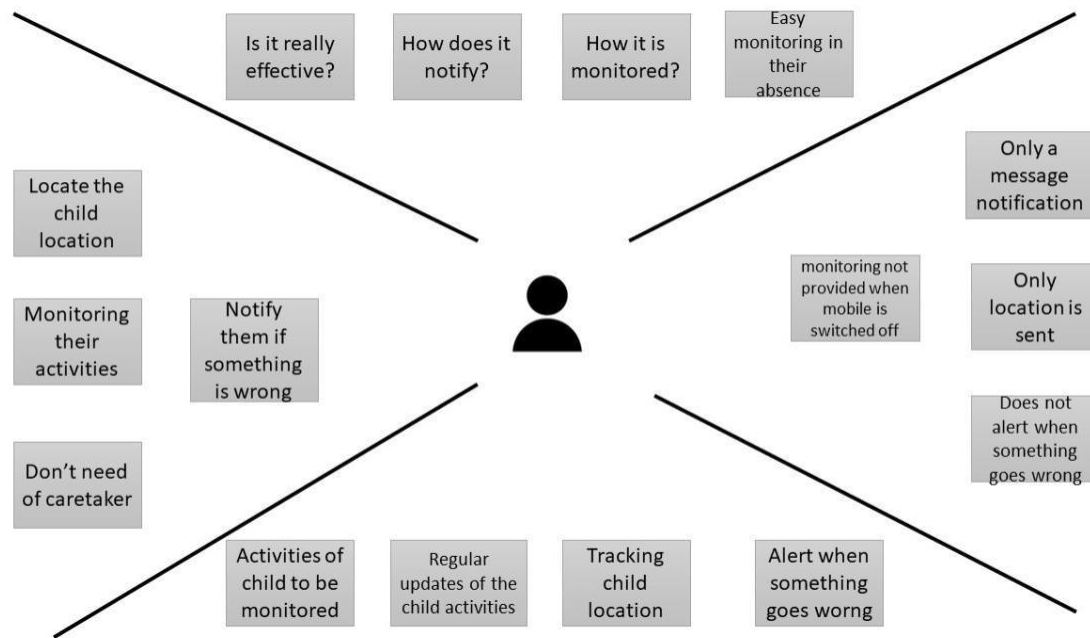 Is it really
effective?
How does it
notify?
How it is
monitored?
Easy
monitoring in
their
absence
Locate the
child
location
Monitoring
their
activities
Notify
them if
something
is wrong
Don’t need
of caretaker
Only a
message
notification
monitoring not
provided when
mobile is
switched off
Only
location is
sent
Does not
alert when
something
goes wrong
Activities of
child to be
monitored
Regular
updates of the
child activities
Tracking
child
location
Alert when
something
goes worng